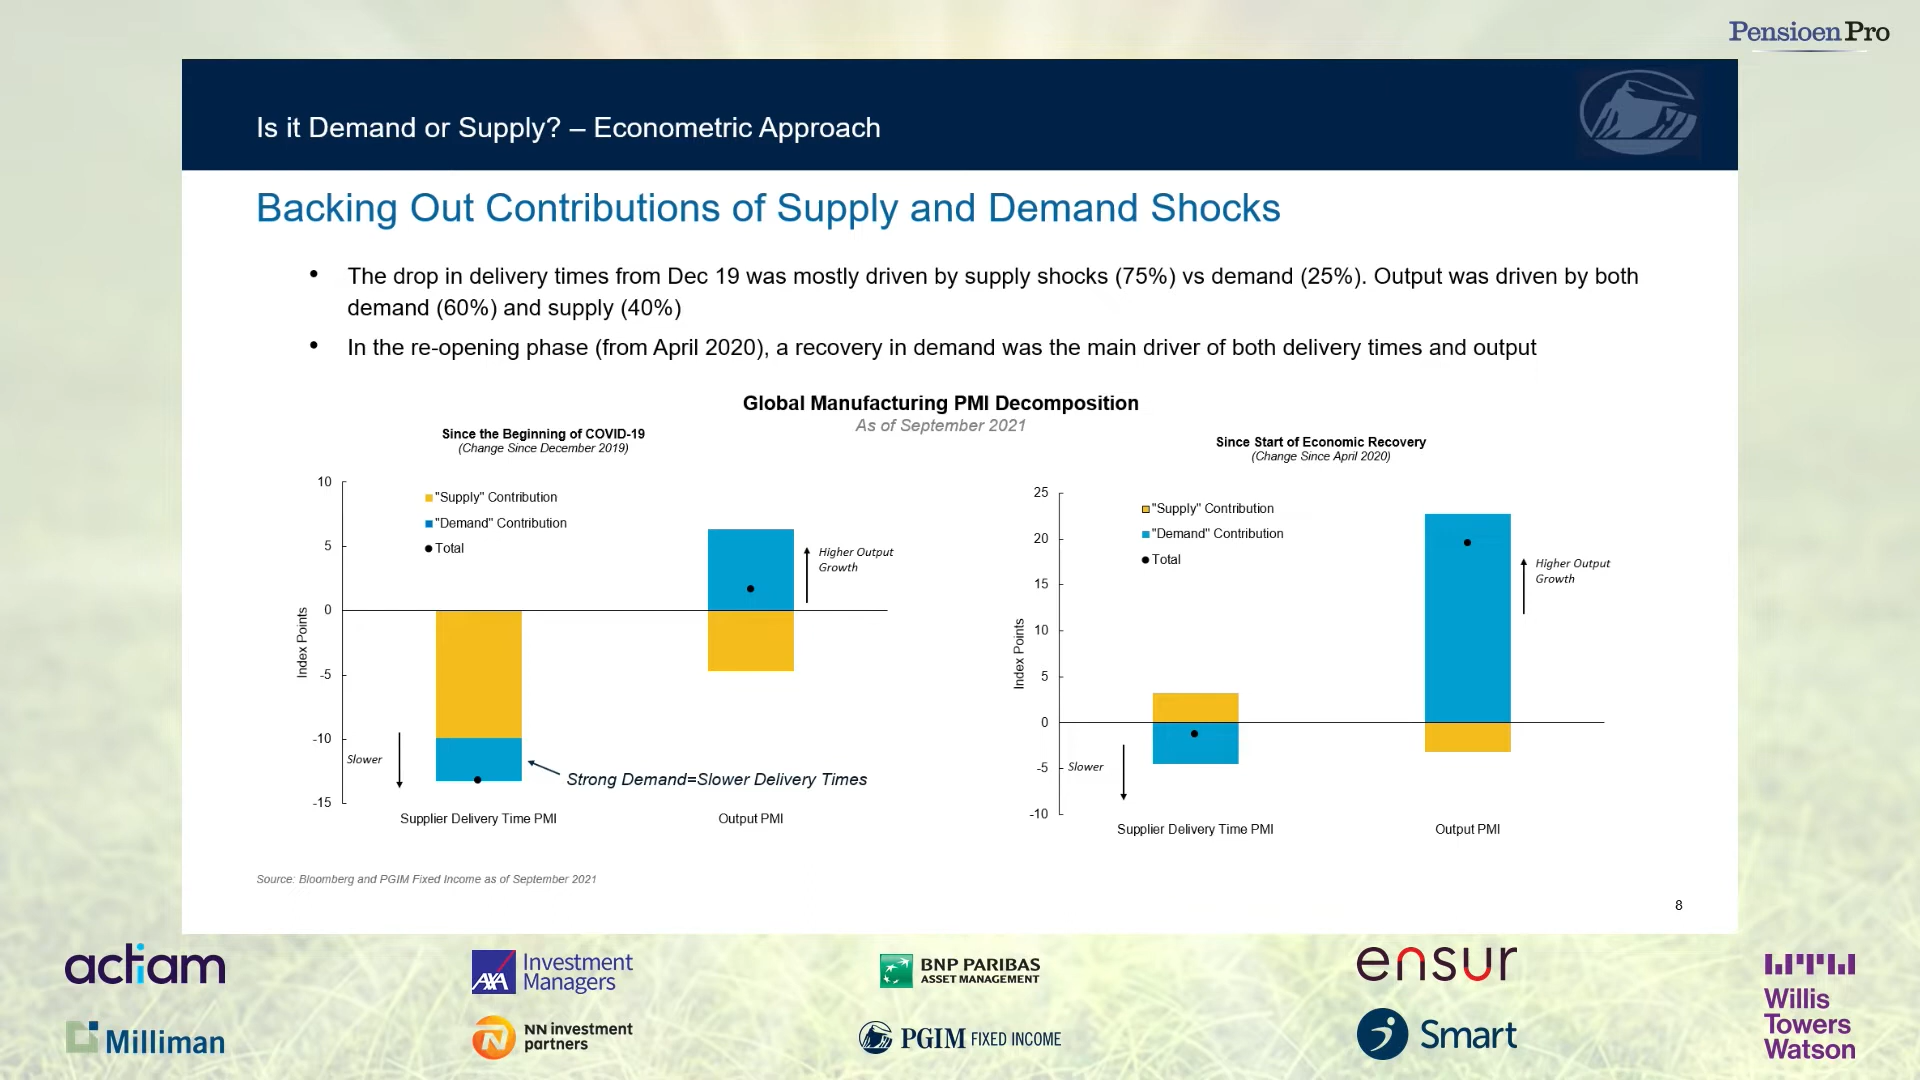 Pensioen Pro
Is it Demand or Supply? – Econometric Approach
Backing Out Contributions of Supply and Demand Shocks
• The drop in delivery times from Dec 19 was mostly driven by supply shocks (75%) vs demand (25%). Output was driven by both
demand (60%) and supply (40%)
• In the re-opening phase (from April 2020), a recovery in demand was the main driver of both delivery times and output
Global Manufacturing PMI Decomposition
As of September 2021
Since the Beginning of COVID-19
(Change Since December 2019)
10
5
0
-5
-10
-15
Index Points
"Supply" Contribution
"Demand" Contribution
Total
Higher Output
Growth
Slower
Strong Demand=Slower Delivery Times
Supplier Delivery Time PMI
Output PMI
Since Start of Economic Recovery
(Change Since April 2020)
25
20
15
10
5
0
-5
-10
Index Points
"Supply" Contribution
"Demand" Contribution
Total
Higher Output
Growth
Slower
Supplier Delivery Time PMI
Output PMI
Source: Bloomberg and PGIM Fixed Income as of September 2021
8
actiam
AXA
Investment
Managers
BNP PARIBAS
ASSET MANAGEMENT
ensur
Willis
Towers
Watson
Milliman
NN investment
partners
PGIM FIXED INCOME
Smart